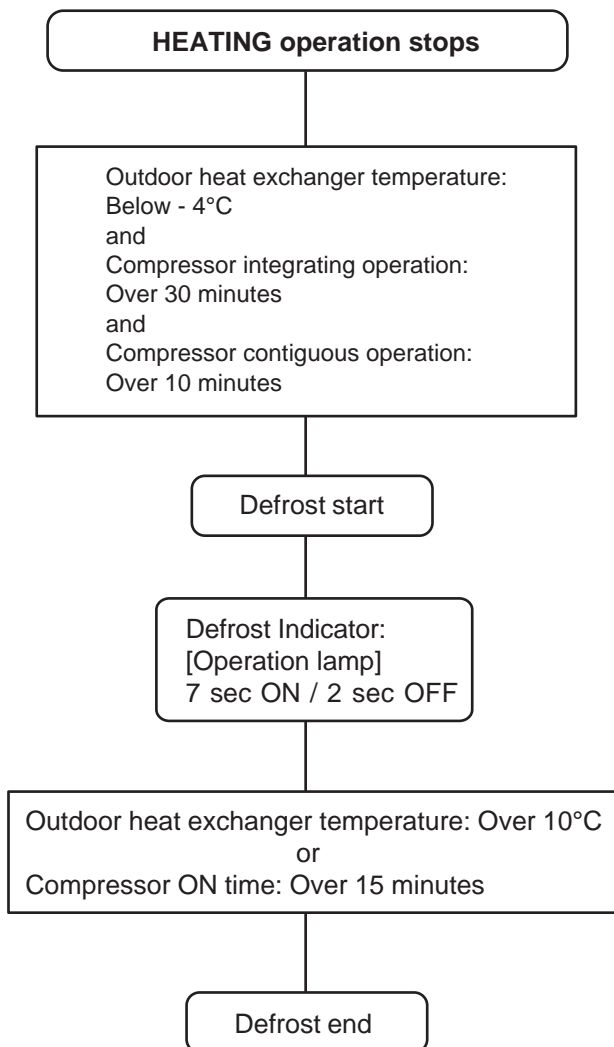 HEATING operation stops
Outdoor heat exchanger temperature:
Below - 4°C
and
Compressor integrating operation:
Over 30 minutes
and
Compressor contiguous operation:
Over 10 minutes
Defrost start
Defrost Indicator:
[Operation lamp]
7 sec ON / 2 sec OFF
Outdoor heat exchanger temperature: Over 10°C
or
Compressor ON time: Over 15 minutes
Defrost end